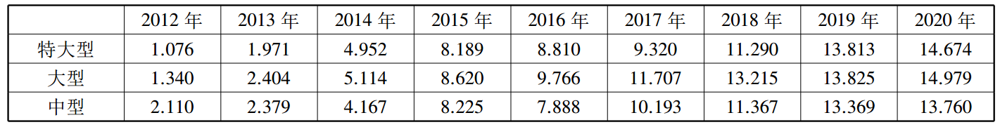 2012 年 2013 年 2014 年 2015 年 2016 年 2017 年 2018 年 2019 年 2020 年
特大型 1.076 1.971 4.952 8.189 8.810 9.320 11.290 13.813 14.674
大型 1.340 2.404 5.114 8.620 9.766 11.707 13.215 13.825 14.979
中型 2.110 2.379 4.167 8.225 7.888 10.193 11.367 13.369 13.760